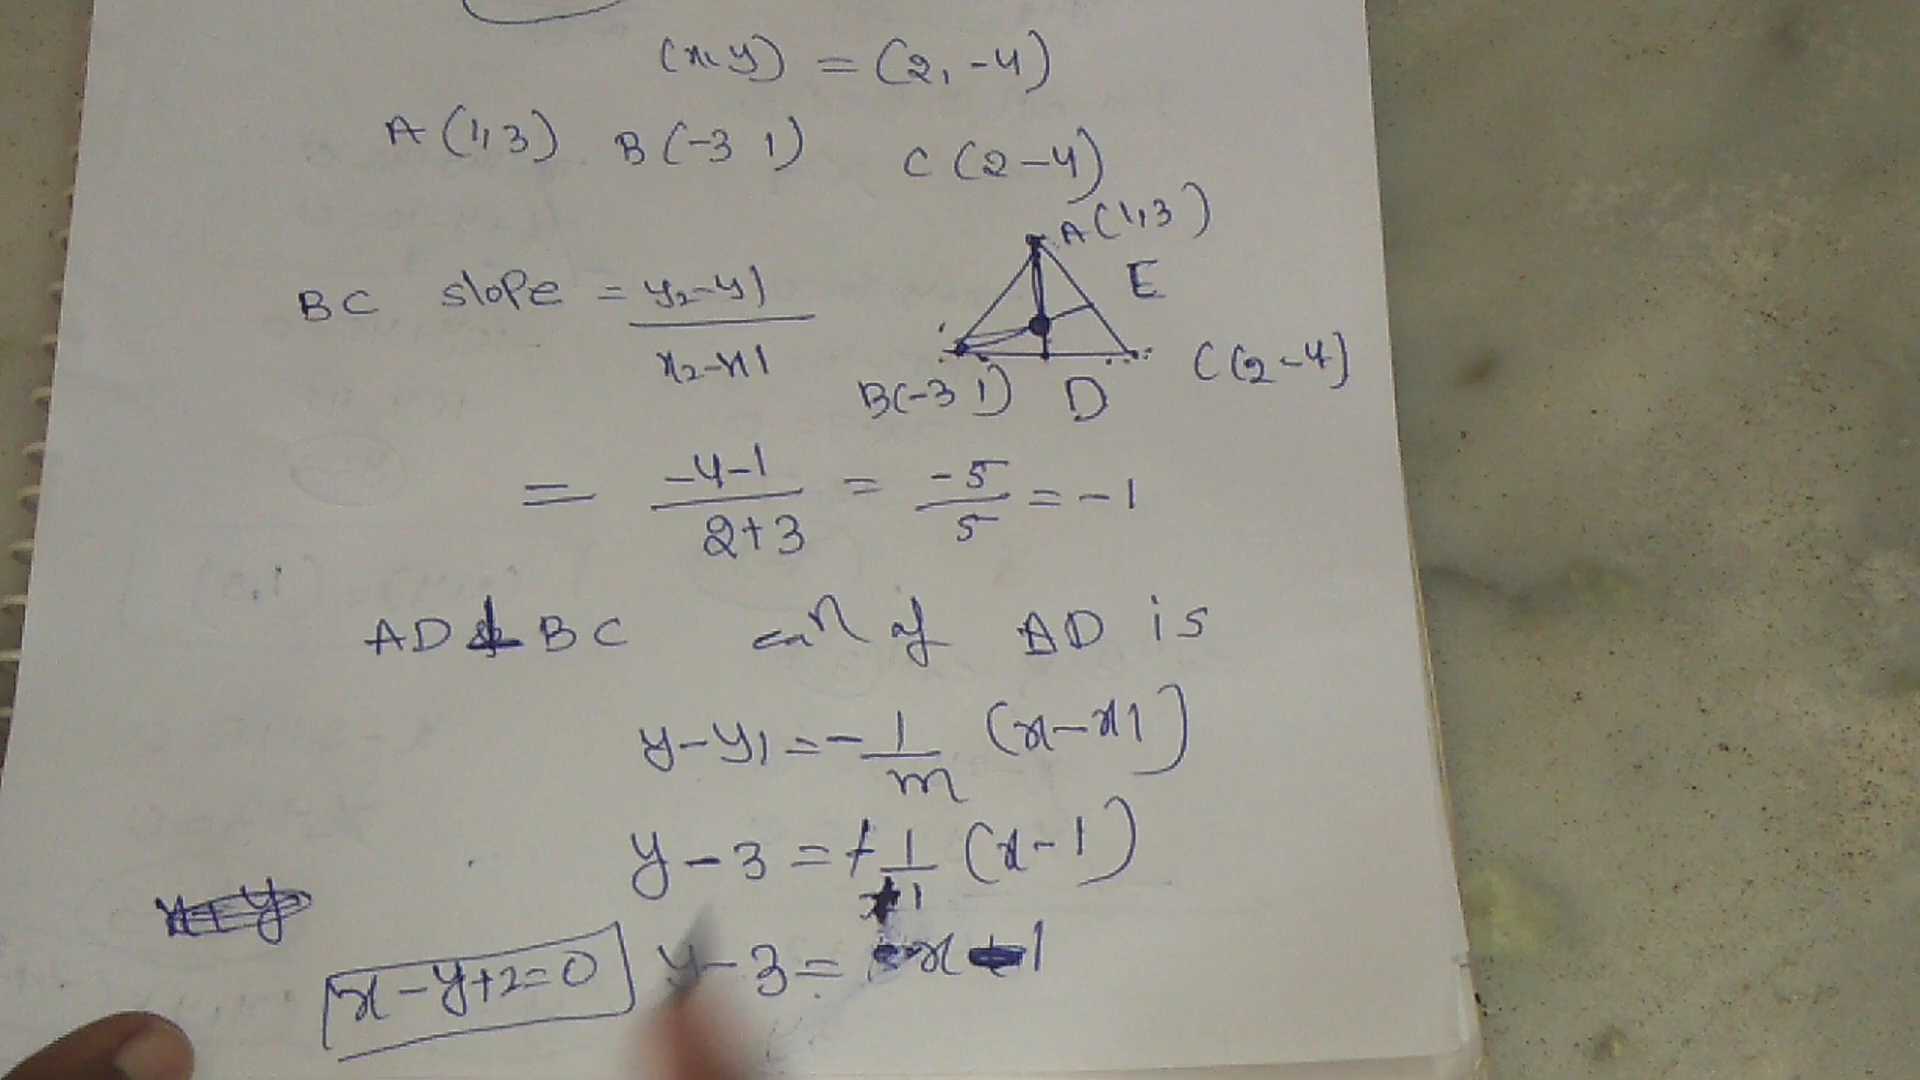 (x, y) = (2, -4)
A (1, 3) B (-3 1) C (2 -4)
A (1, 3)
E
BC slope = y2-y1 / x2-x1
C (2 -4)
B(-3 1) D
= -4-1 / 2+3 = -5 / 5 = -1
AD ⊥ BC eqn of AD is
y-y1 = -1/m (x-x1)
y-3 = +1/+1 (x-1)
y-3 = x-1
x-y+2=0